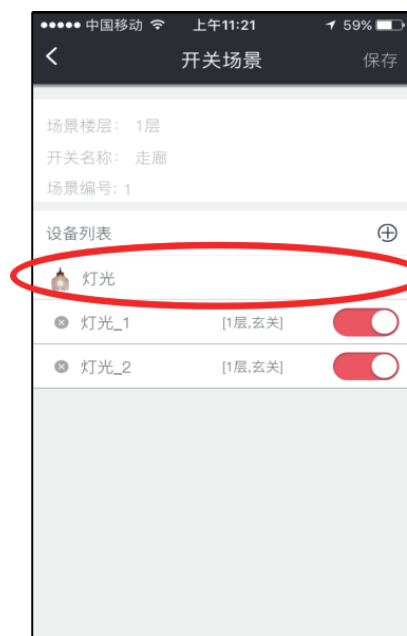 中国移动 上午11:21 59%
开关场景 保存
场景楼层： 1层
开关名称： 走廊
场景编号: 1
设备列表
灯光
灯光_1 [1层,玄关]
灯光_2 [1层,玄关]